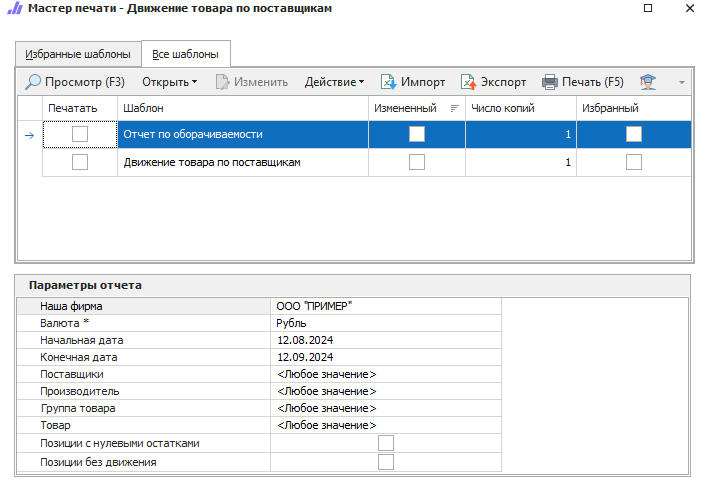 Мастер печати - Движение товара по поставщикам
Избранные шаблоны Все шаблоны
Просмотр (F3) Открыть Изменить Действие Импорт Экспорт Печать (F5)
Печатать Шаблон Измененный Число копий Избранный
Отчет по оборачиваемости 1
Движение товара по поставщикам 1
Параметры отчета
Наша фирма ООО "ПРИМЕР"
Валюта * Рубль
Начальная дата 12.08.2024
Конечная дата 12.09.2024
Поставщики <Любое значение>
Производитель <Любое значение>
Группа товара <Любое значение>
Товар <Любое значение>
Позиции с нулевыми остатками
Позиции без движения